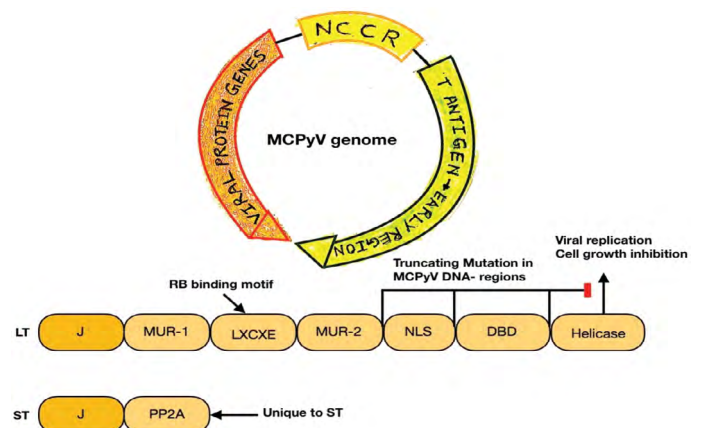 NCCR
VIRAL PROTEIN GENES
T ANTIGEN→EARLY REGION
MCPyV genome
Viral replication
Cell growth inhibition
Truncating Mutation in
MCPyV DNA- regions
RB binding motif
LT
J
MUR-1
LXCXE
MUR-2
NLS
DBD
Helicase
ST
J
PP2A
Unique to ST